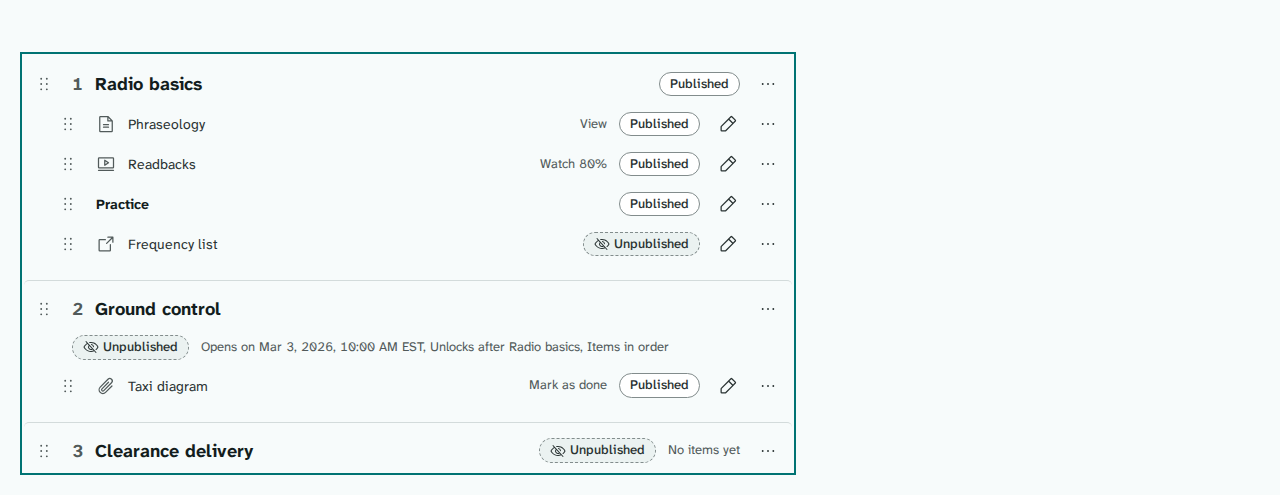 1 Radio basics Published
Phraseology View Published
Readbacks Watch 80% Published
Practice Published
Frequency list Unpublished
2 Ground control
Unpublished Opens on Mar 3, 2026, 10:00 AM EST, Unlocks after Radio basics, Items in order
Taxi diagram Mark as done Published
3 Clearance delivery Unpublished No items yet